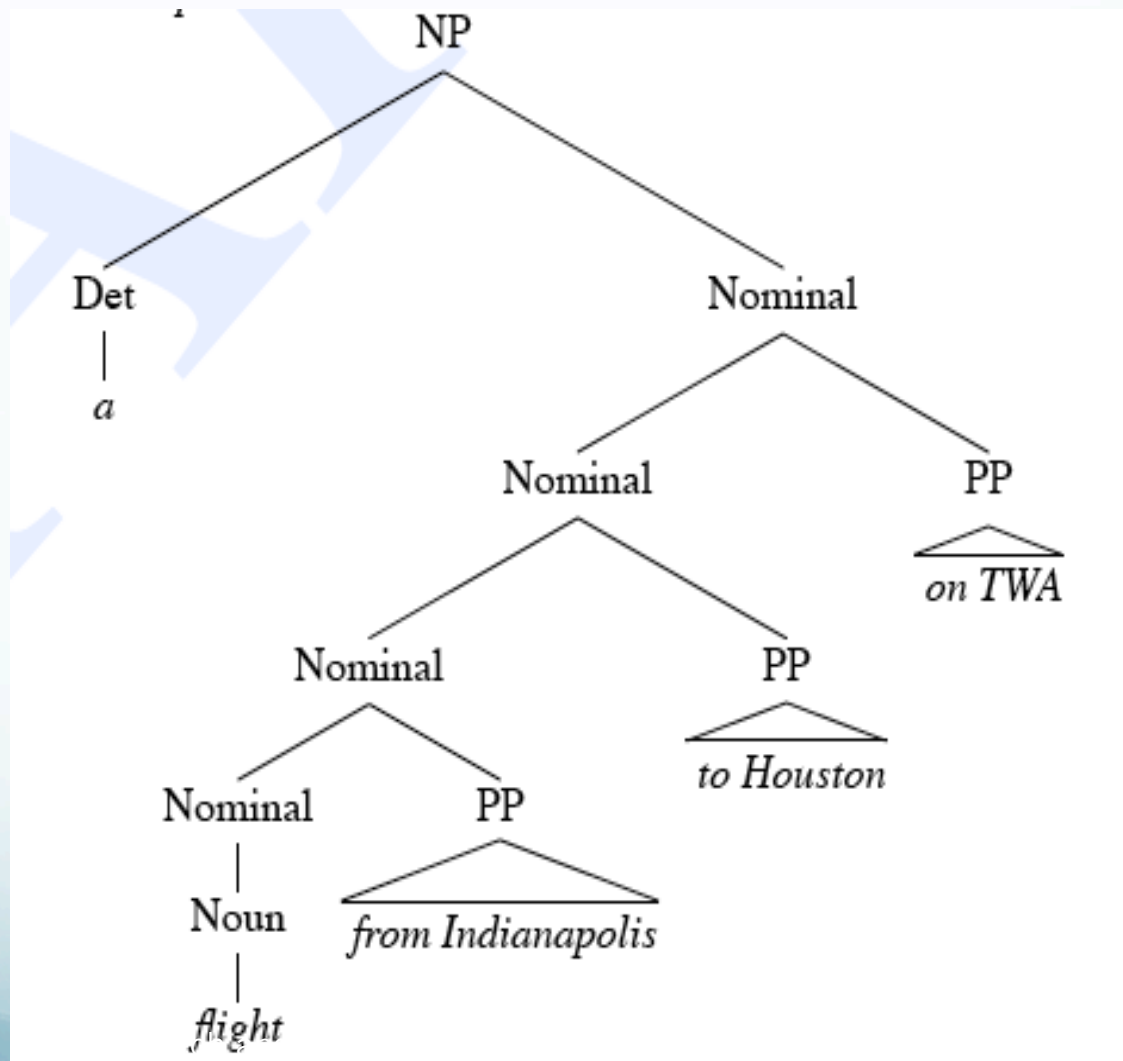 NP
Det Nominal
a
Nominal PP
on TWA
Nominal PP
to Houston
Nominal PP
Noun
from Indianapolis
flight